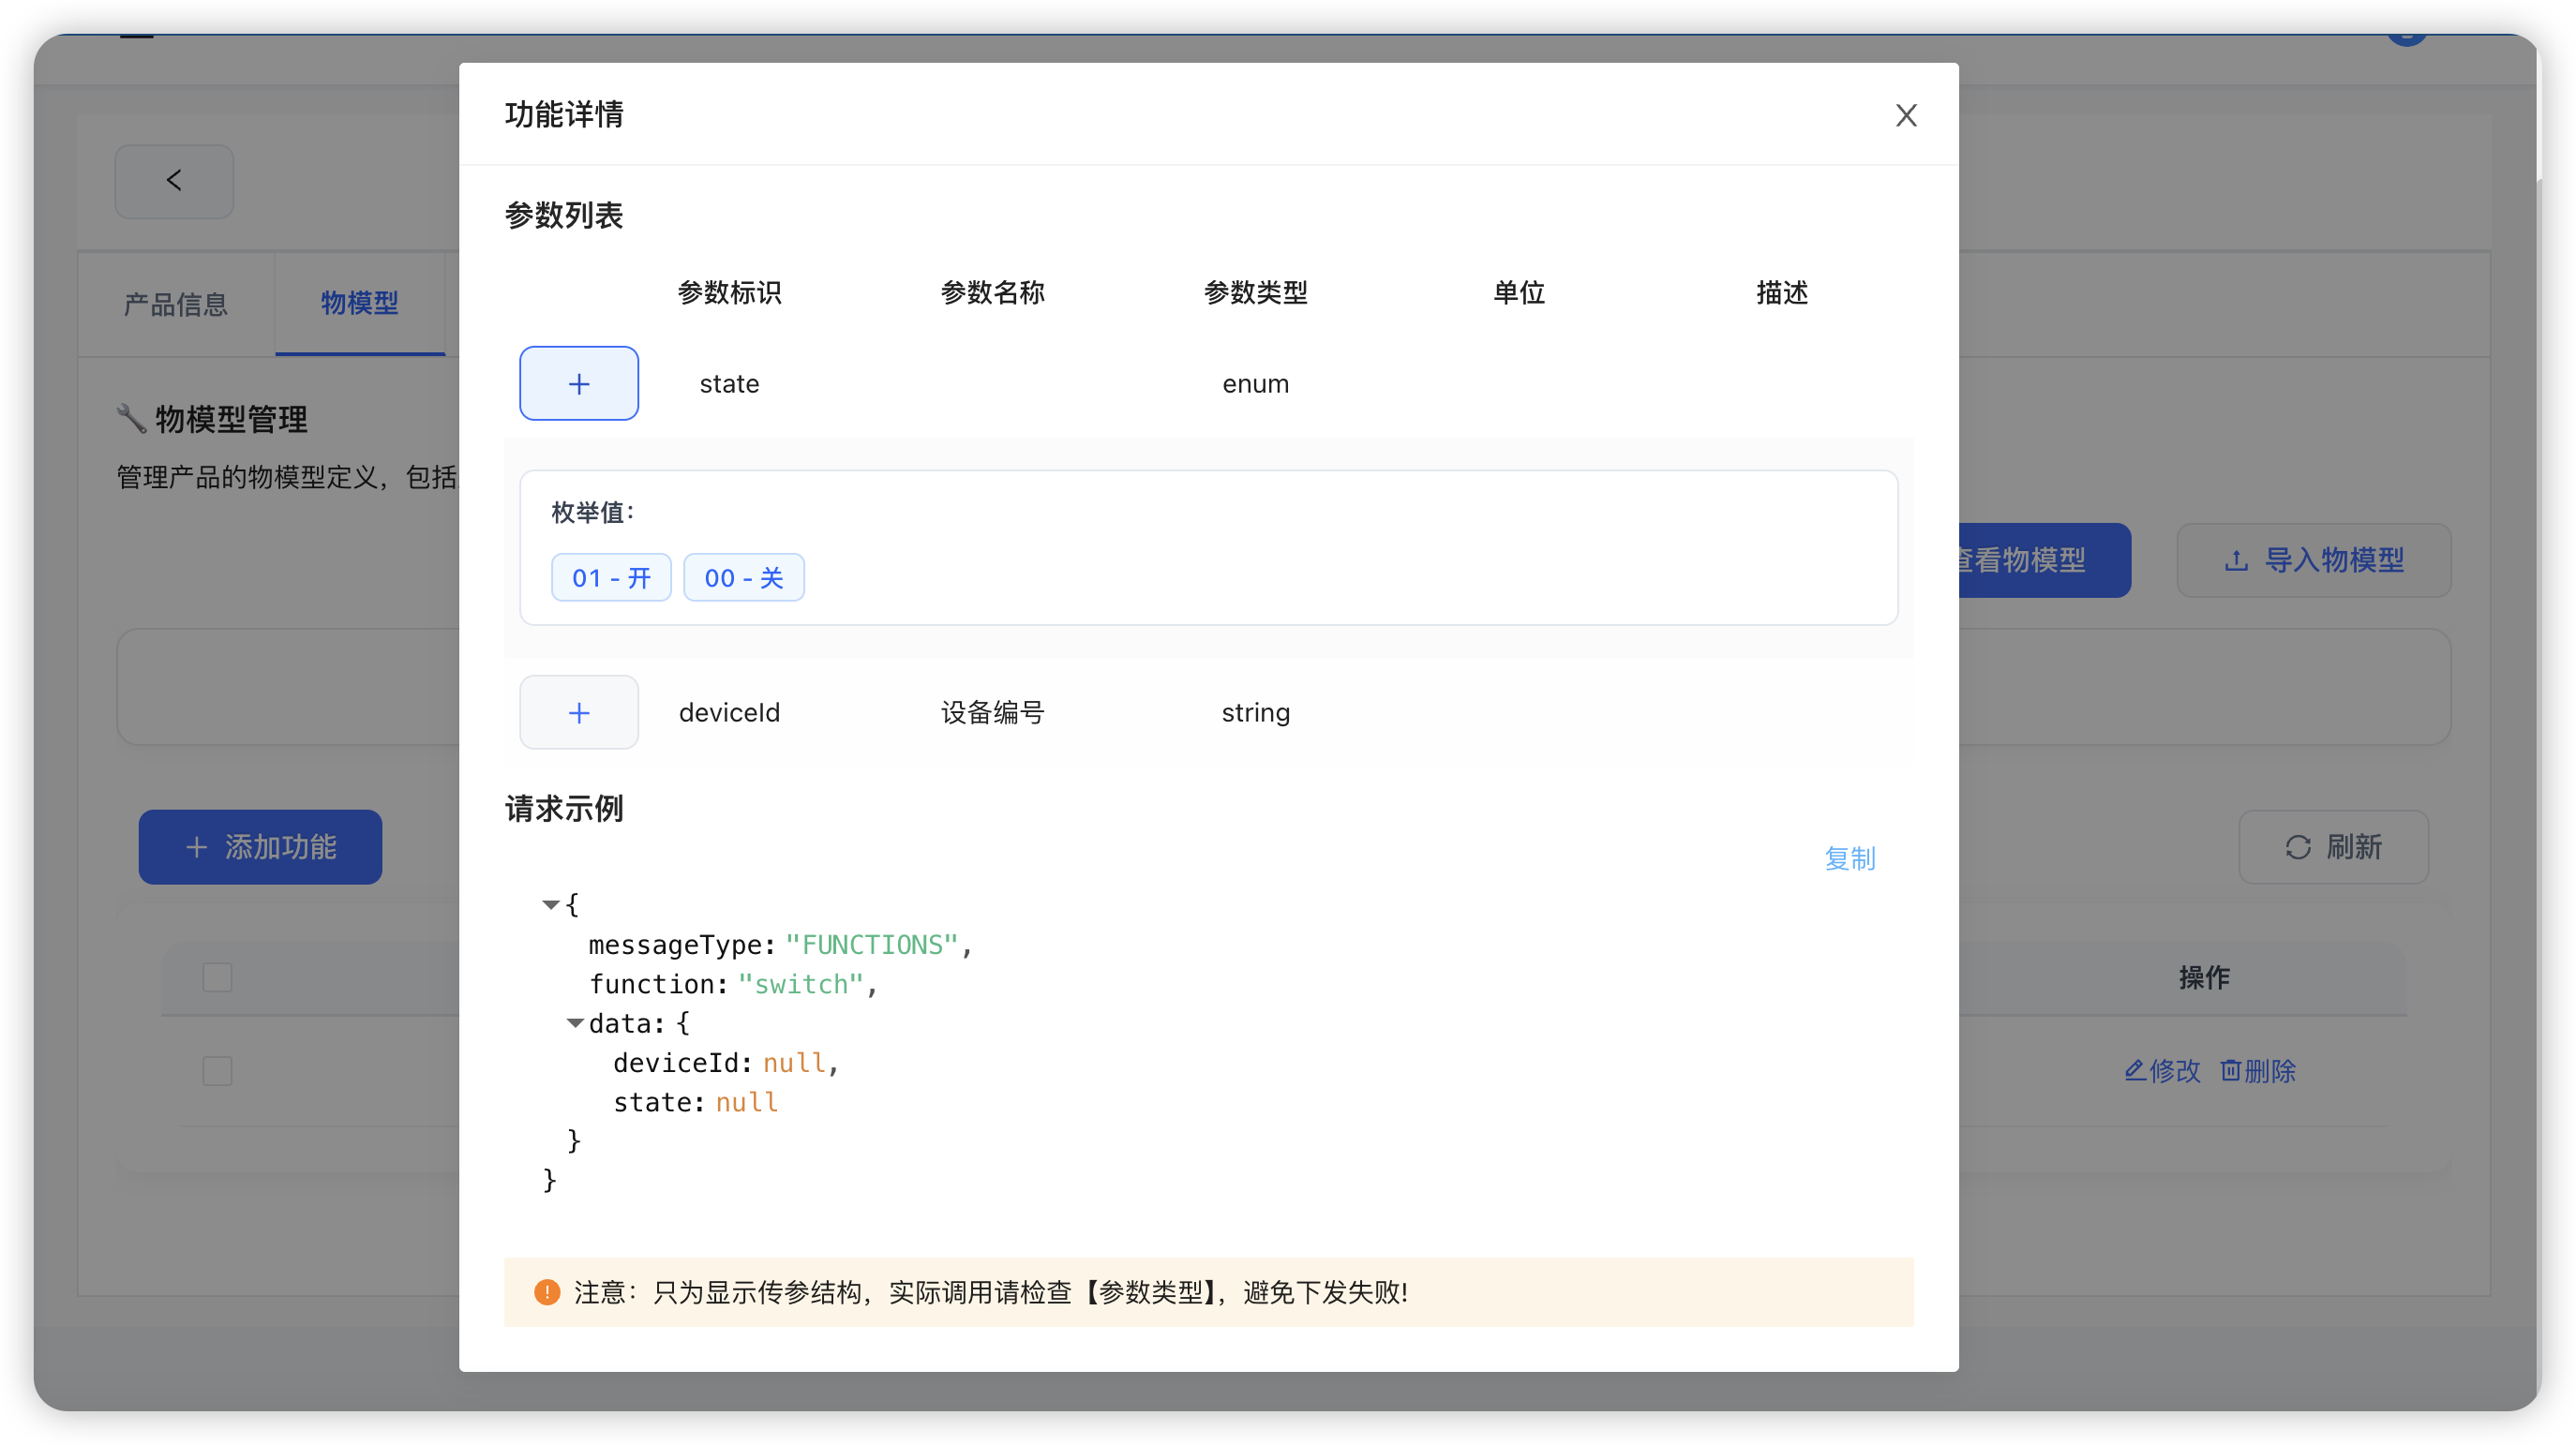 功能详情
参数列表
参数标识 参数名称 参数类型 单位 描述
产品信息
物模型
state enum
🔧 物模型管理
管理产品的物模型定义，包括
枚举值：
查看物模型
导入物模型
01 - 开
00 - 关
deviceId 设备编号 string
请求示例
添加功能
刷新
复制
{
messageType: "FUNCTIONS",
function: "switch",
操作
data: {
deviceId: null,
修改 删除
state: null
}
}
注意：只为显示传参结构，实际调用请检查【参数类型】，避免下发失败！